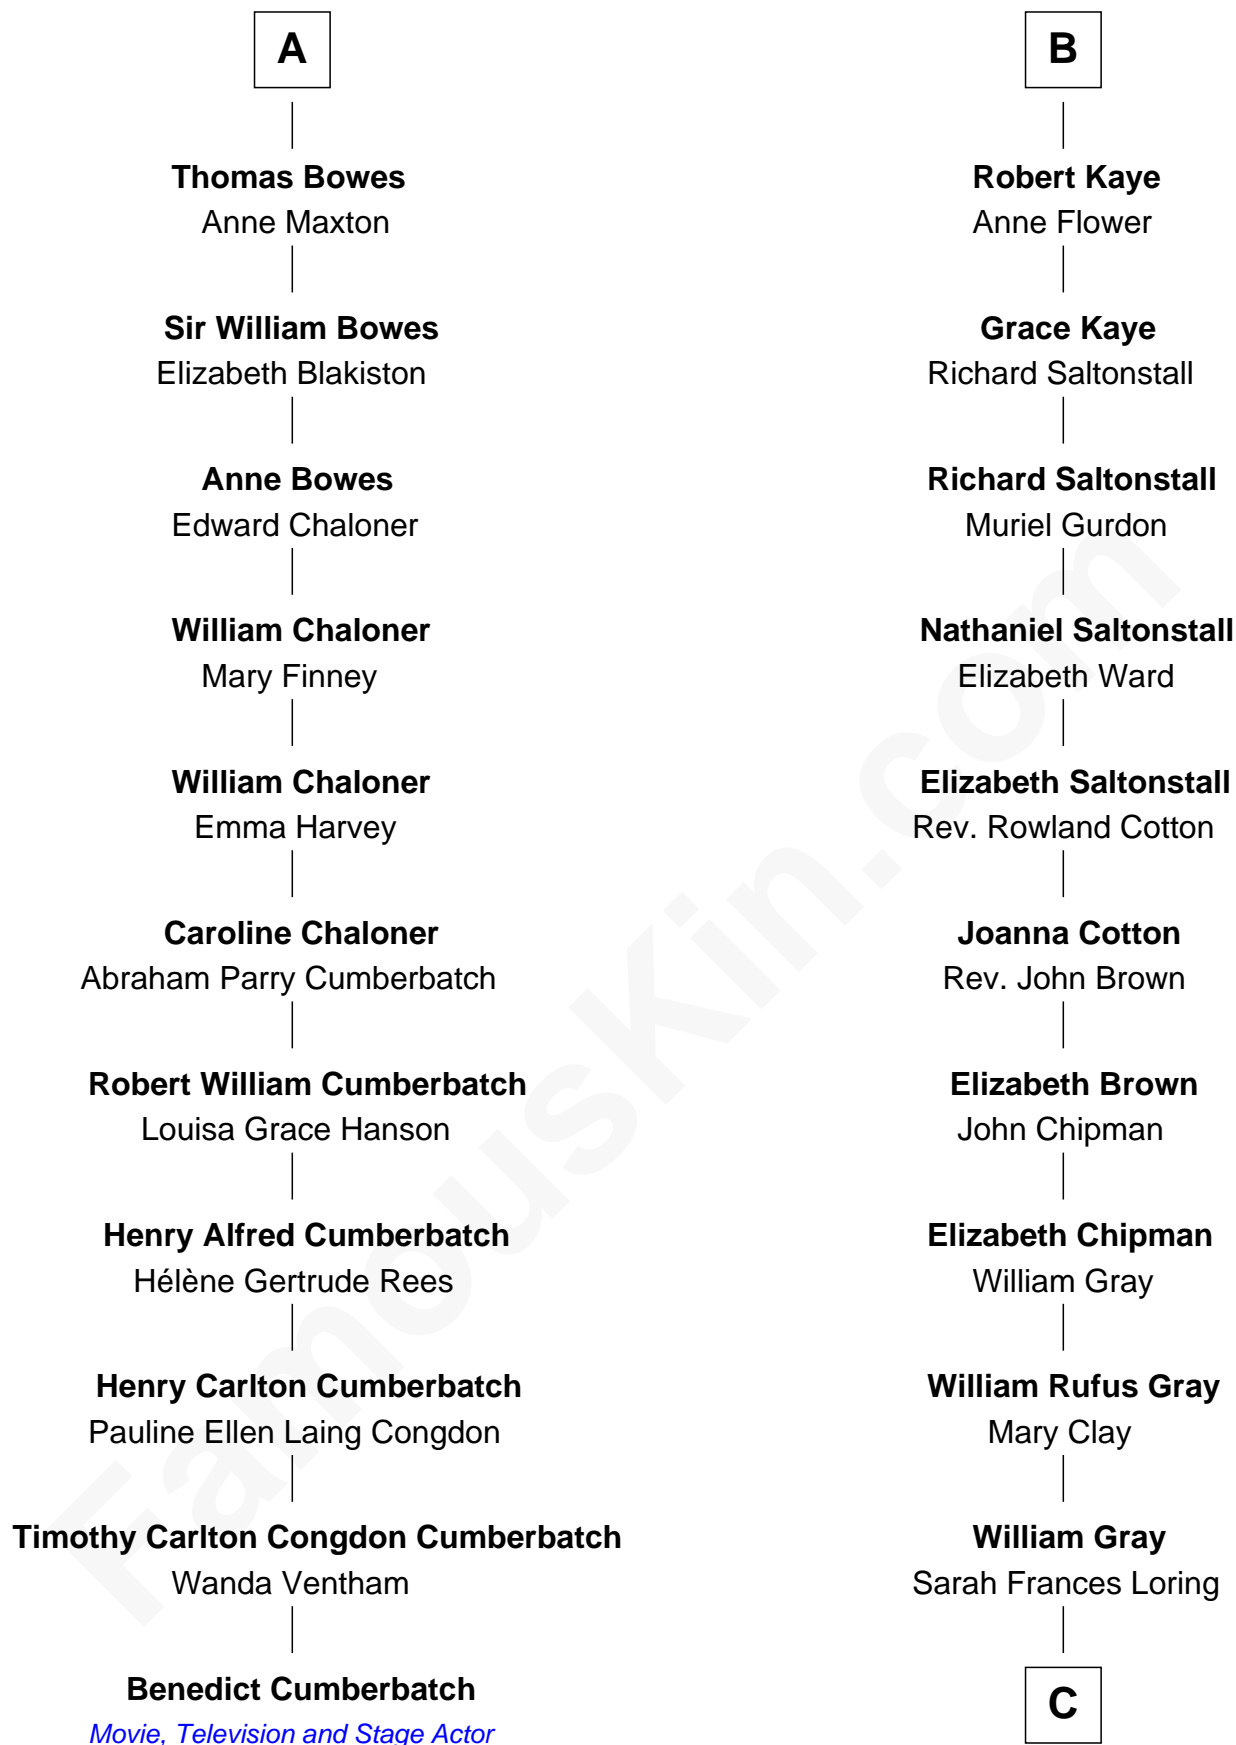 A
Thomas Bowes
Anne Maxton
Sir William Bowes
Elizabeth Blakiston
Anne Bowes
Edward Chaloner
William Chaloner
Mary Finney
William Chaloner
Emma Harvey
Caroline Chaloner
Abraham Parry Cumberbatch
Robert William Cumberbatch
Louisa Grace Hanson
Henry Alfred Cumberbatch
Hélène Gertrude Rees
Henry Carlton Cumberbatch
Pauline Ellen Laing Congdon
Timothy Carlton Congdon Cumberbatch
Wanda Ventham
Benedict Cumberbatch
Movie, Television and Stage Actor
B
Robert Kaye
Anne Flower
Grace Kaye
Richard Saltonstall
Richard Saltonstall
Muriel Gurdon
Nathaniel Saltonstall
Elizabeth Ward
Elizabeth Saltonstall
Rev. Rowland Cotton
Joanna Cotton
Rev. John Brown
Elizabeth Brown
John Chipman
Elizabeth Chipman
William Gray
William Rufus Gray
Mary Clay
William Gray
Sarah Frances Loring
C
FamousKin.com